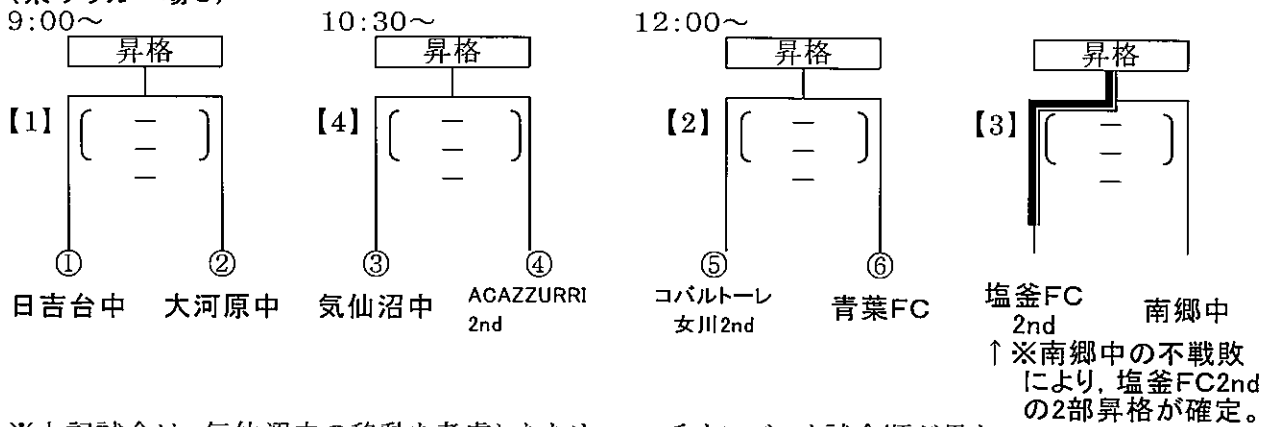 9:00～ 10:30～ 12:00～
昇格 昇格 昇格 昇格
【1】 【4】 【2】 【3】
① ② ③ ④ ⑤ ⑥
日吉台中 大河原中 気仙沼中 ACAZZURRI 2nd コバルトーレ 女川2nd 青葉FC 塩釜FC 2nd 南郷中
↑※南郷中の不戦敗
により，塩釜FC2nd
の2部昇格が確定。